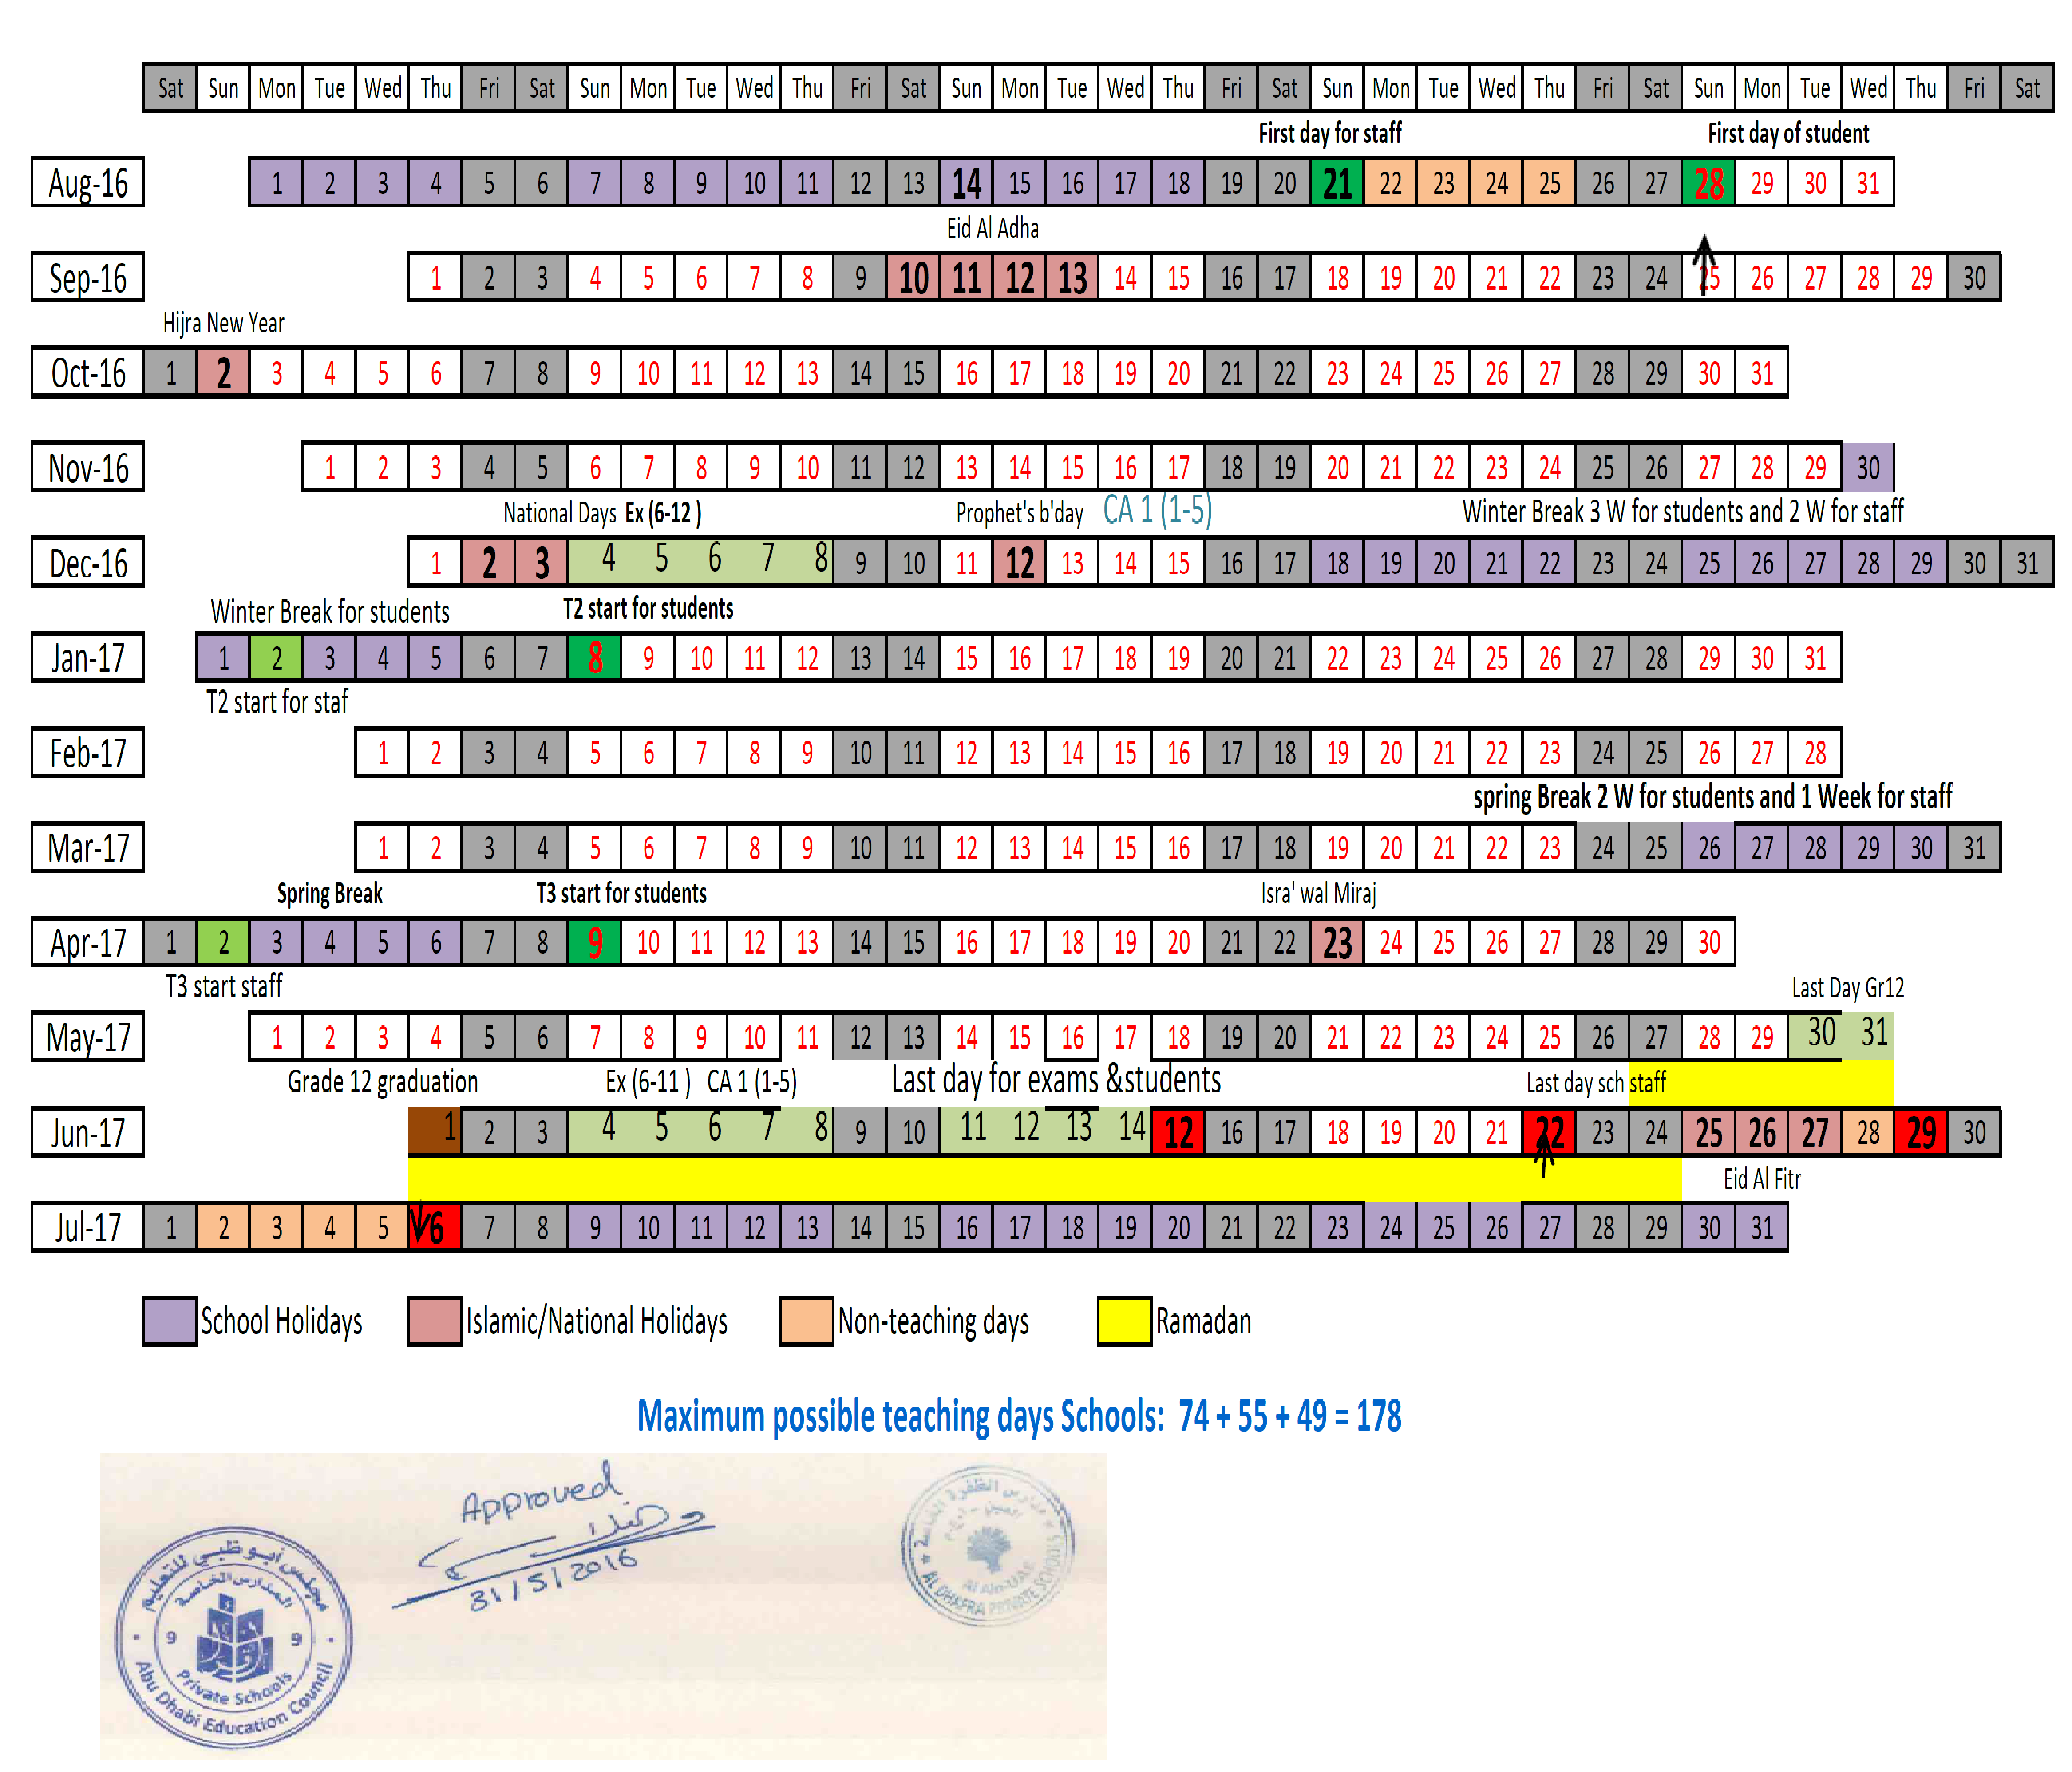 Sat Sun Mon Tue Wed Thu Fri Sat Sun Mon Tue Wed Thu Fri Sat Sun Mon Tue Wed Thu Fri Sat Sun Mon Tue Wed Thu Fri Sat Sun Mon Tue Wed Thu Fri Sat
First day for staff First day of student
Aug-16 1 2 3 4 5 6 7 8 9 10 11 12 13 14 15 16 17 18 19 20 21 22 23 24 25 26 27 28 29 30 31
Eid Al Adha
Sep-16 1 2 3 4 5 6 7 8 9 10 11 12 13 14 15 16 17 18 19 20 21 22 23 24 25 26 27 28 29 30
Hijra New Year
Oct-16 1 2 3 4 5 6 7 8 9 10 11 12 13 14 15 16 17 18 19 20 21 22 23 24 25 26 27 28 29 30 31
Nov-16 1 2 3 4 5 6 7 8 9 10 11 12 13 14 15 16 17 18 19 20 21 22 23 24 25 26 27 28 29 30
National Days Ex (6-12 ) Prophet's b'day CA 1 (1-5) Winter Break 3 W for students and 2 W for staff
Dec-16 1 2 3 4 5 6 7 8 9 10 11 12 13 14 15 16 17 18 19 20 21 22 23 24 25 26 27 28 29 30 31
Winter Break for students T2 start for students
Jan-17 1 2 3 4 5 6 7 8 9 10 11 12 13 14 15 16 17 18 19 20 21 22 23 24 25 26 27 28 29 30 31
T2 start for staf
Feb-17 1 2 3 4 5 6 7 8 9 10 11 12 13 14 15 16 17 18 19 20 21 22 23 24 25 26 27 28
spring Break 2 W for students and 1 Week for staff
Mar-17 1 2 3 4 5 6 7 8 9 10 11 12 13 14 15 16 17 18 19 20 21 22 23 24 25 26 27 28 29 30 31
Spring Break T3 start for students Isra' wal Miraj
Apr-17 1 2 3 4 5 6 7 8 9 10 11 12 13 14 15 16 17 18 19 20 21 22 23 24 25 26 27 28 29 30
T3 start staff Last Day Gr12
May-17 1 2 3 4 5 6 7 8 9 10 11 12 13 14 15 16 17 18 19 20 21 22 23 24 25 26 27 28 29 30 31
Grade 12 graduation Ex (6-11 ) CA 1 (1-5) Last day for exams &students Last day sch staff
Jun-17 1 2 3 4 5 6 7 8 9 10 11 12 13 14 12 16 17 18 19 20 21 22 23 24 25 26 27 28 29 30
Eid Al Fitr
Jul-17 1 2 3 4 5 6 7 8 9 10 11 12 13 14 15 16 17 18 19 20 21 22 23 24 25 26 27 28 29 30 31
School Holidays Islamic/National Holidays Non-teaching days Ramadan
Maximum possible teaching days Schools: 74 + 55 + 49 = 178
Approved
31/5/2016
مجلس أبوظبي للتعليم
المدارس الخاصة
9 9
Private Schools
Abu Dhabi Education Council
مدارس الظفرة الخاصة
Al Ain-U.A.E
AL DHAFRA PRIVATE SCHOOLS